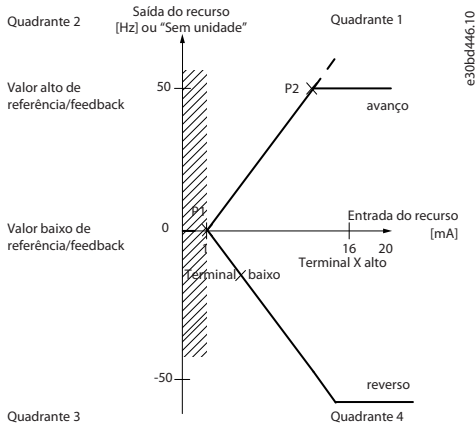 Quadrante 2
Saída do recurso
[Hz] ou “Sem unidade”
Quadrante 1
e30bd446.10
Valor alto de
referência/feedback
50
P2
avanço
P1
Valor baixo de
referência/feedback
0
Entrada do recurso
[mA]
1
16
20
Terminal X baixo
Terminal X alto
-50
reverso
Quadrante 3
Quadrante 4